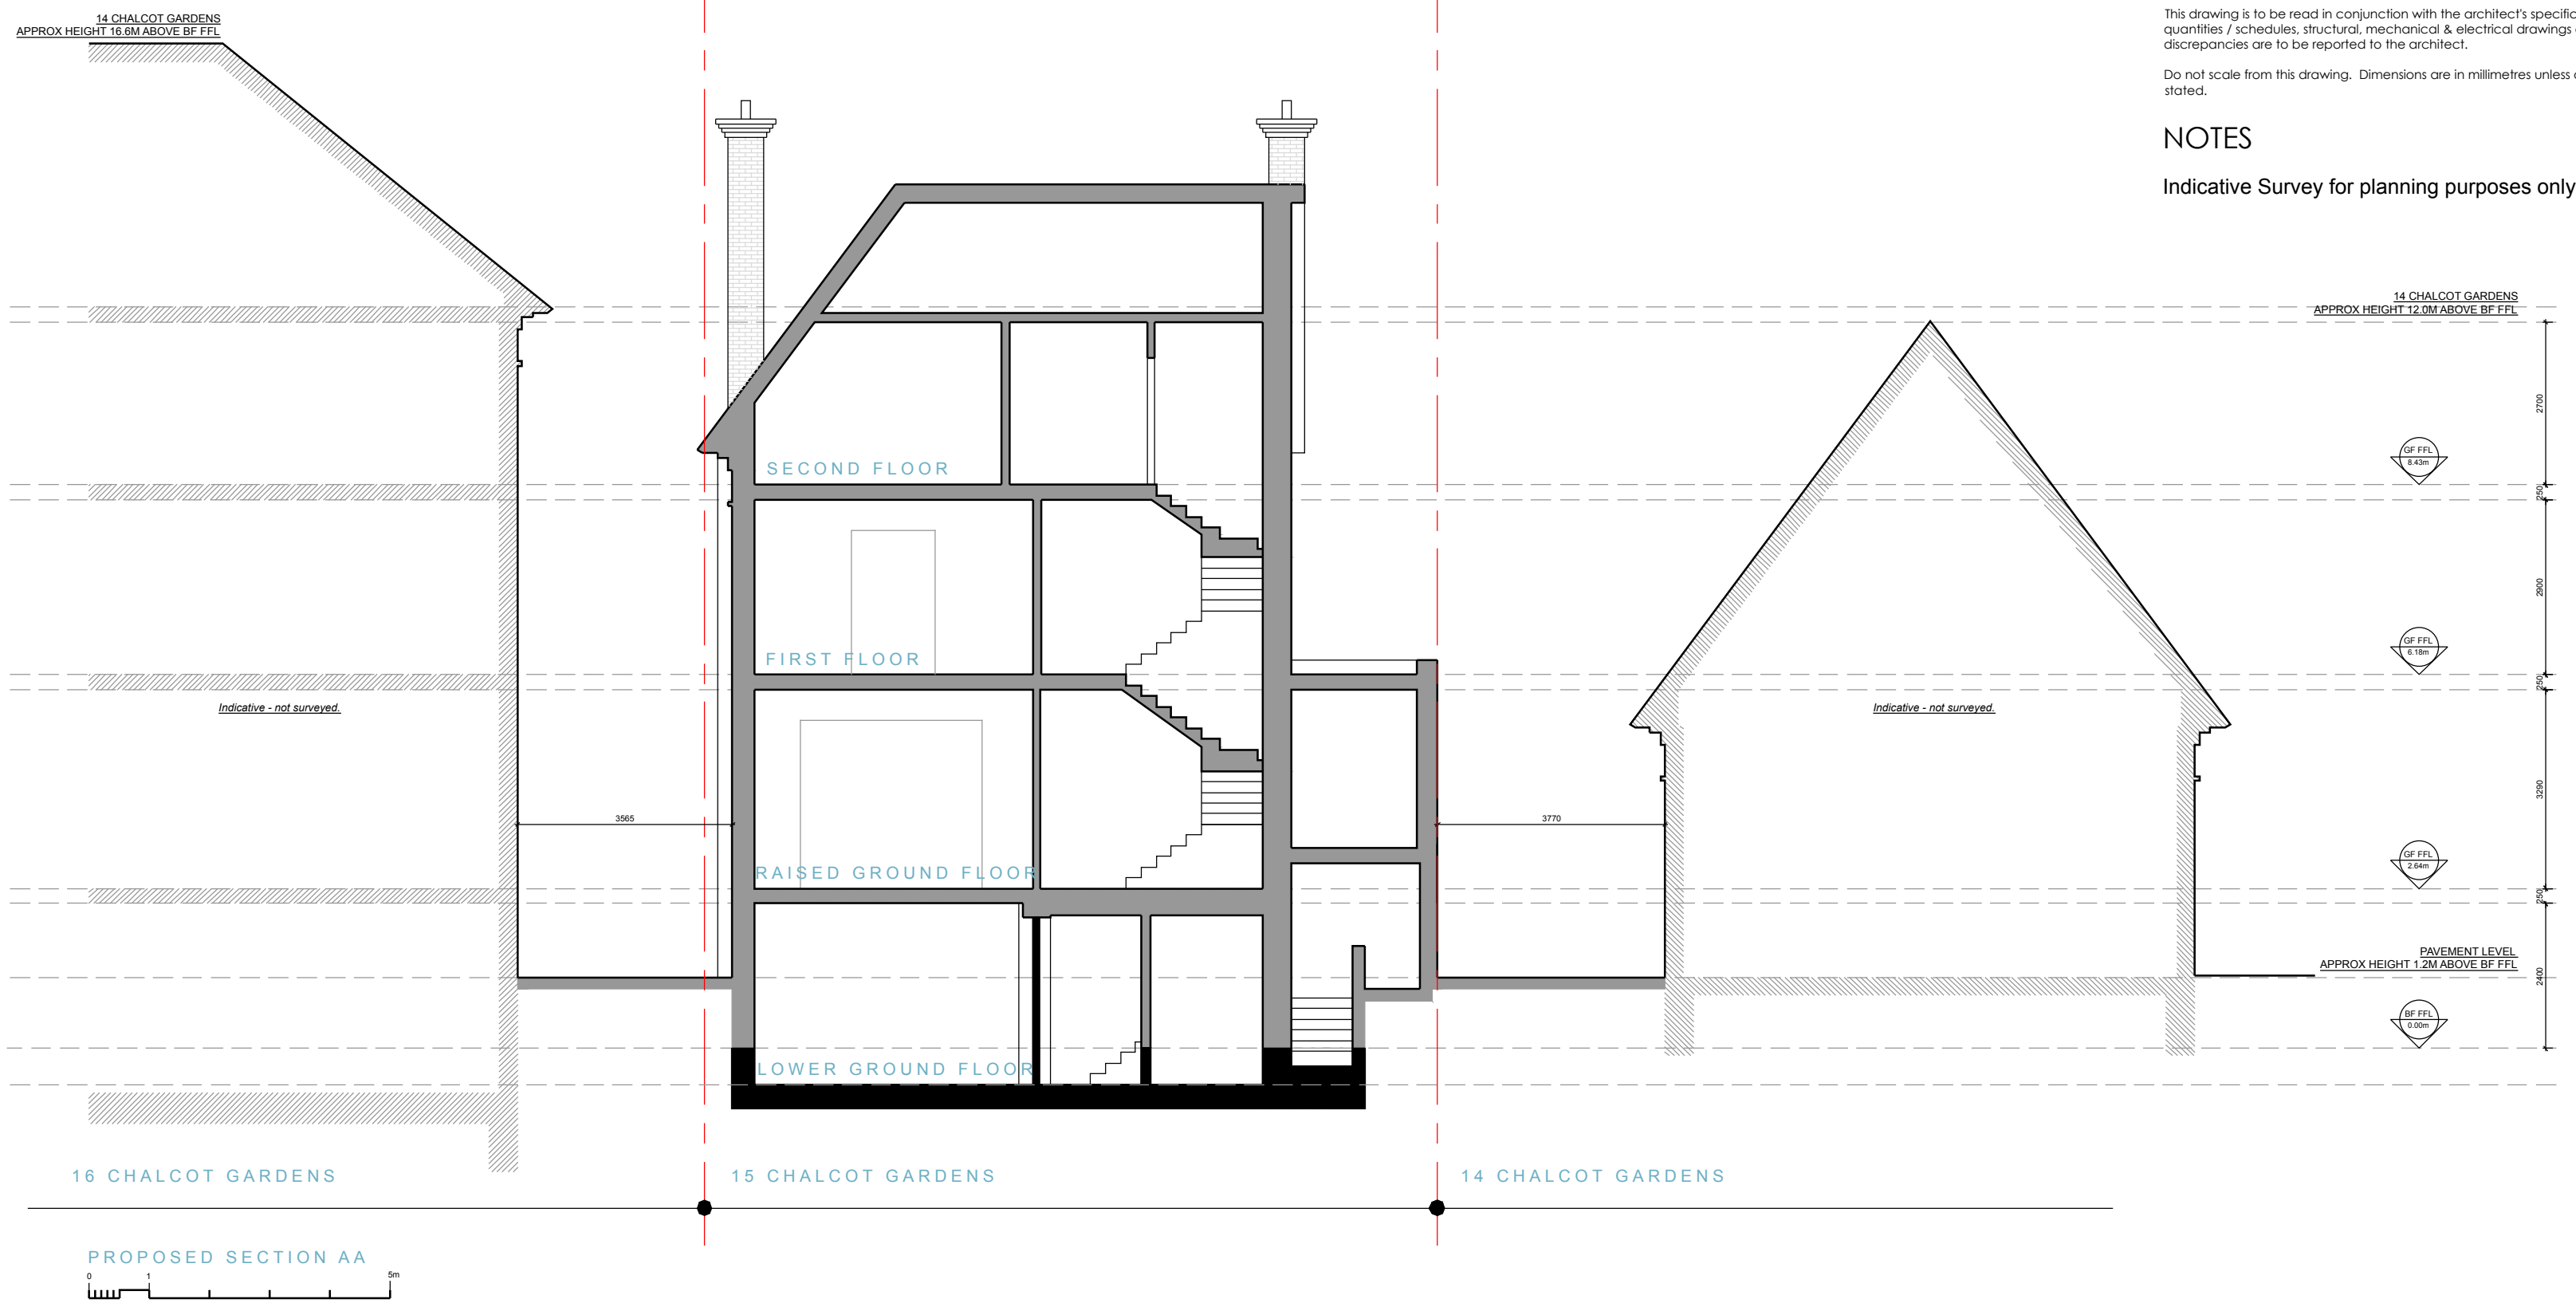 14 CHALCOT GARDENS
APPROX HEIGHT 16.6M ABOVE BF FFL
This drawing is to be read in conjunction with the architect's
quantities / schedules, structural, mechanical & electrical drawings
discrepancies are to be reported to the architect.
Do not scale from this drawing. Dimensions are in millimetres unless
stated.
NOTES
Indicative Survey for planning purposes only
14 CHALCOT GARDENS
APPROX HEIGHT 12.0M ABOVE BF FFL
2700
GF FFL
8.43m
250
SECOND FLOOR
2900
GF FFL
6.18m
250
FIRST FLOOR
Indicative - not surveyed.
Indicative - not surveyed.
3565
3770
3290
GF FFL
2.64m
250
RAISED GROUND FLOOR
PAVEMENT LEVEL
APPROX HEIGHT 1.2M ABOVE BF FFL
2400
BF FFL
0.00m
LOWER GROUND FLOOR
16 CHALCOT GARDENS
15 CHALCOT GARDENS
14 CHALCOT GARDENS
PROPOSED SECTION AA
0 1 5m